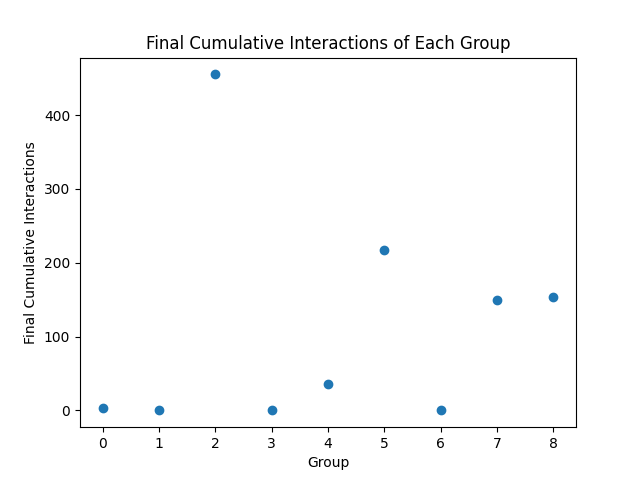 Final Cumulative Interactions of Each Group
Final Cumulative Interactions
400
300
200
100
0
0 1 2 3 4 5 6 7 8
Group